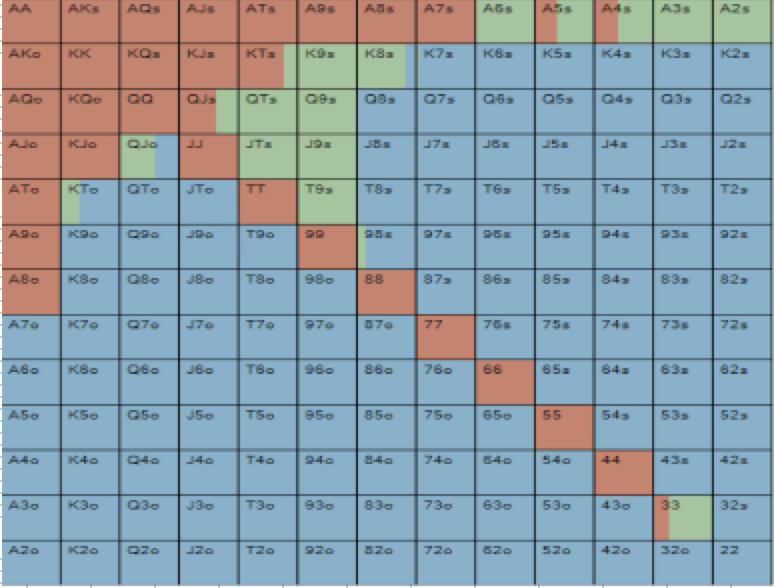 AA AKs AQs AJs ATs A9s A8s A7s A6s A5s A4s A3s A2s
AKo KK KQs KJs KTs K9s K8s K7s K6s K5s K4s K3s K2s
AQo KQo QQ QJs QTs Q9s Q8s Q7s Q6s Q5s Q4s Q3s Q2s
AJo KJo QJo JJ JTs J9s J8s J7s J6s J5s J4s J3s J2s
ATo KTo QTo JTo TT T9s T8s T7s T6s T5s T4s T3s T2s
A9o K9o Q9o J9o T9o 99 98s 97s 96s 95s 94s 93s 92s
A8o K8o Q8o J8o T8o 98o 88 87s 86s 85s 84s 83s 82s
A7o K7o Q7o J7o T7o 97o 87o 77 76s 75s 74s 73s 72s
A6o K6o Q6o J6o T6o 96o 86o 76o 66 65s 64s 63s 62s
A5o K5o Q5o J5o T5o 95o 85o 75o 65o 55 54s 53s 52s
A4o K4o Q4o J4o T4o 94o 84o 74o 64o 54o 44 43s 42s
A3o K3o Q3o J3o T3o 93o 83o 73o 63o 53o 43o 33 32s
A2o K2o Q2o J2o T2o 92o 82o 72o 62o 52o 42o 32o 22